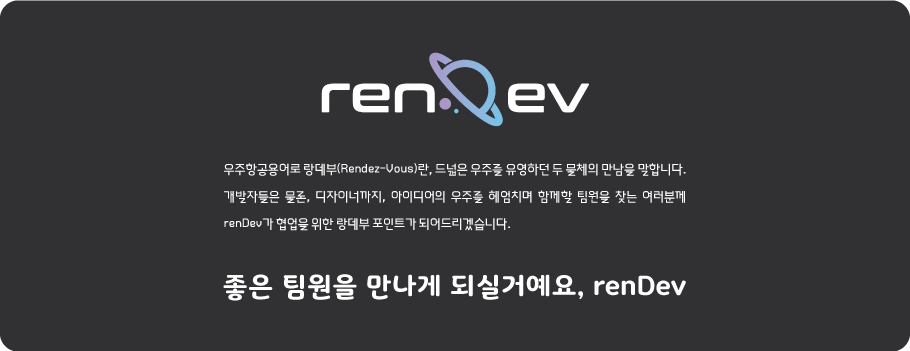 renDev
우주항공용어로 랑데부(Rendez-Vous)란, 드넓은 우주를 유영하던 두 물체의 만남을 말합니다.
개발자들은 물론, 디자이너까지, 아이디어의 우주를 헤엄치며 함께할 팀원을 찾는 여러분께
renDev가 협업을 위한 랑데부 포인트가 되어드리겠습니다.
좋은 팀원을 만나게 되실거예요, renDev